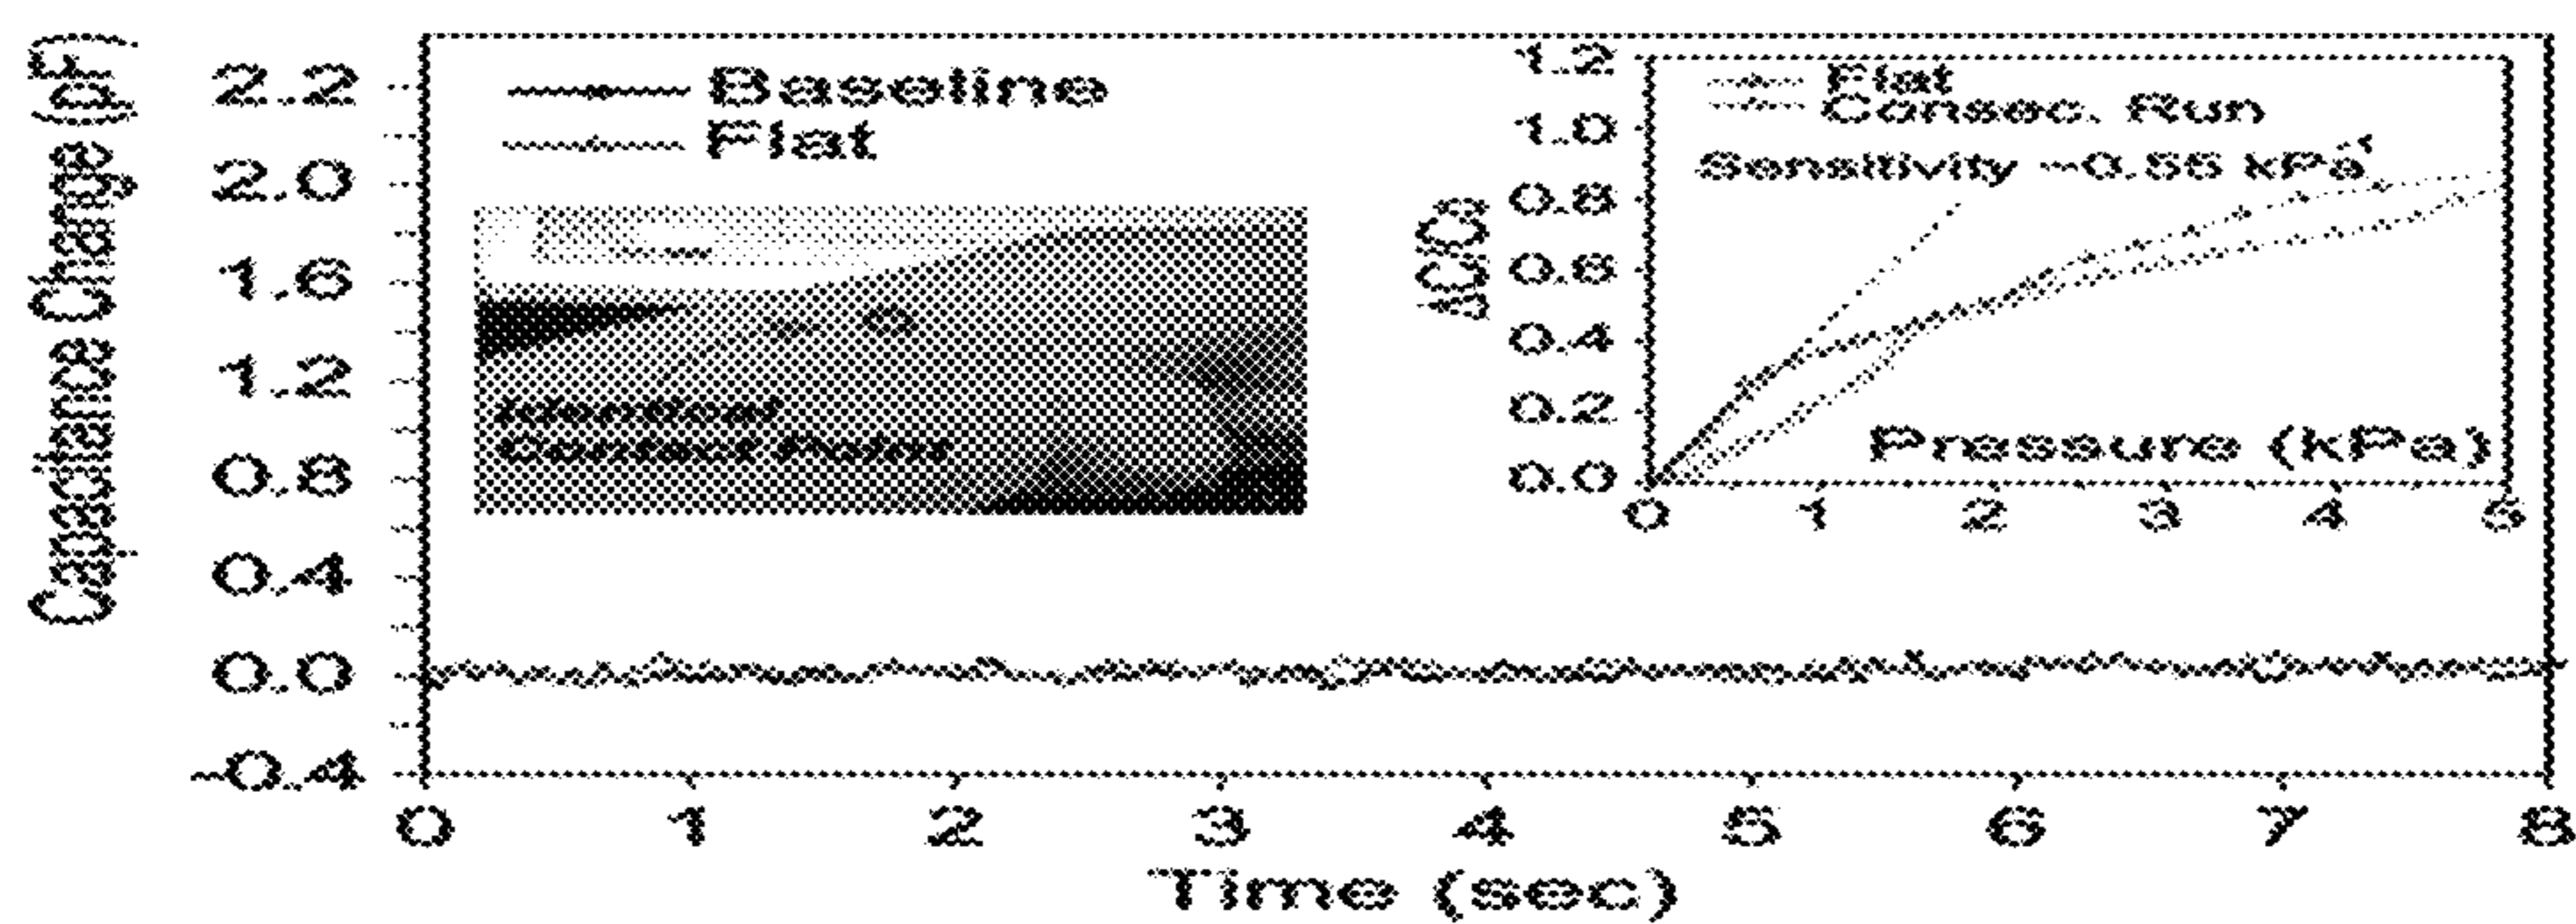 Capacitance Change (pF)
2.2
2.0
1.6
1.2
0.8
0.4
0.0
-0.4
Baseline
Flat
Identical
Contact Point
ΔC/C₀
1.2
1.0
0.8
0.6
0.4
0.2
0.0
Flat
Consec. Run
Sensitivity ~0.55 kPa⁻¹
Pressure (kPa)
0 1 2 3 4 5
0 1 2 3 4 5 6 7 8
Time (sec)